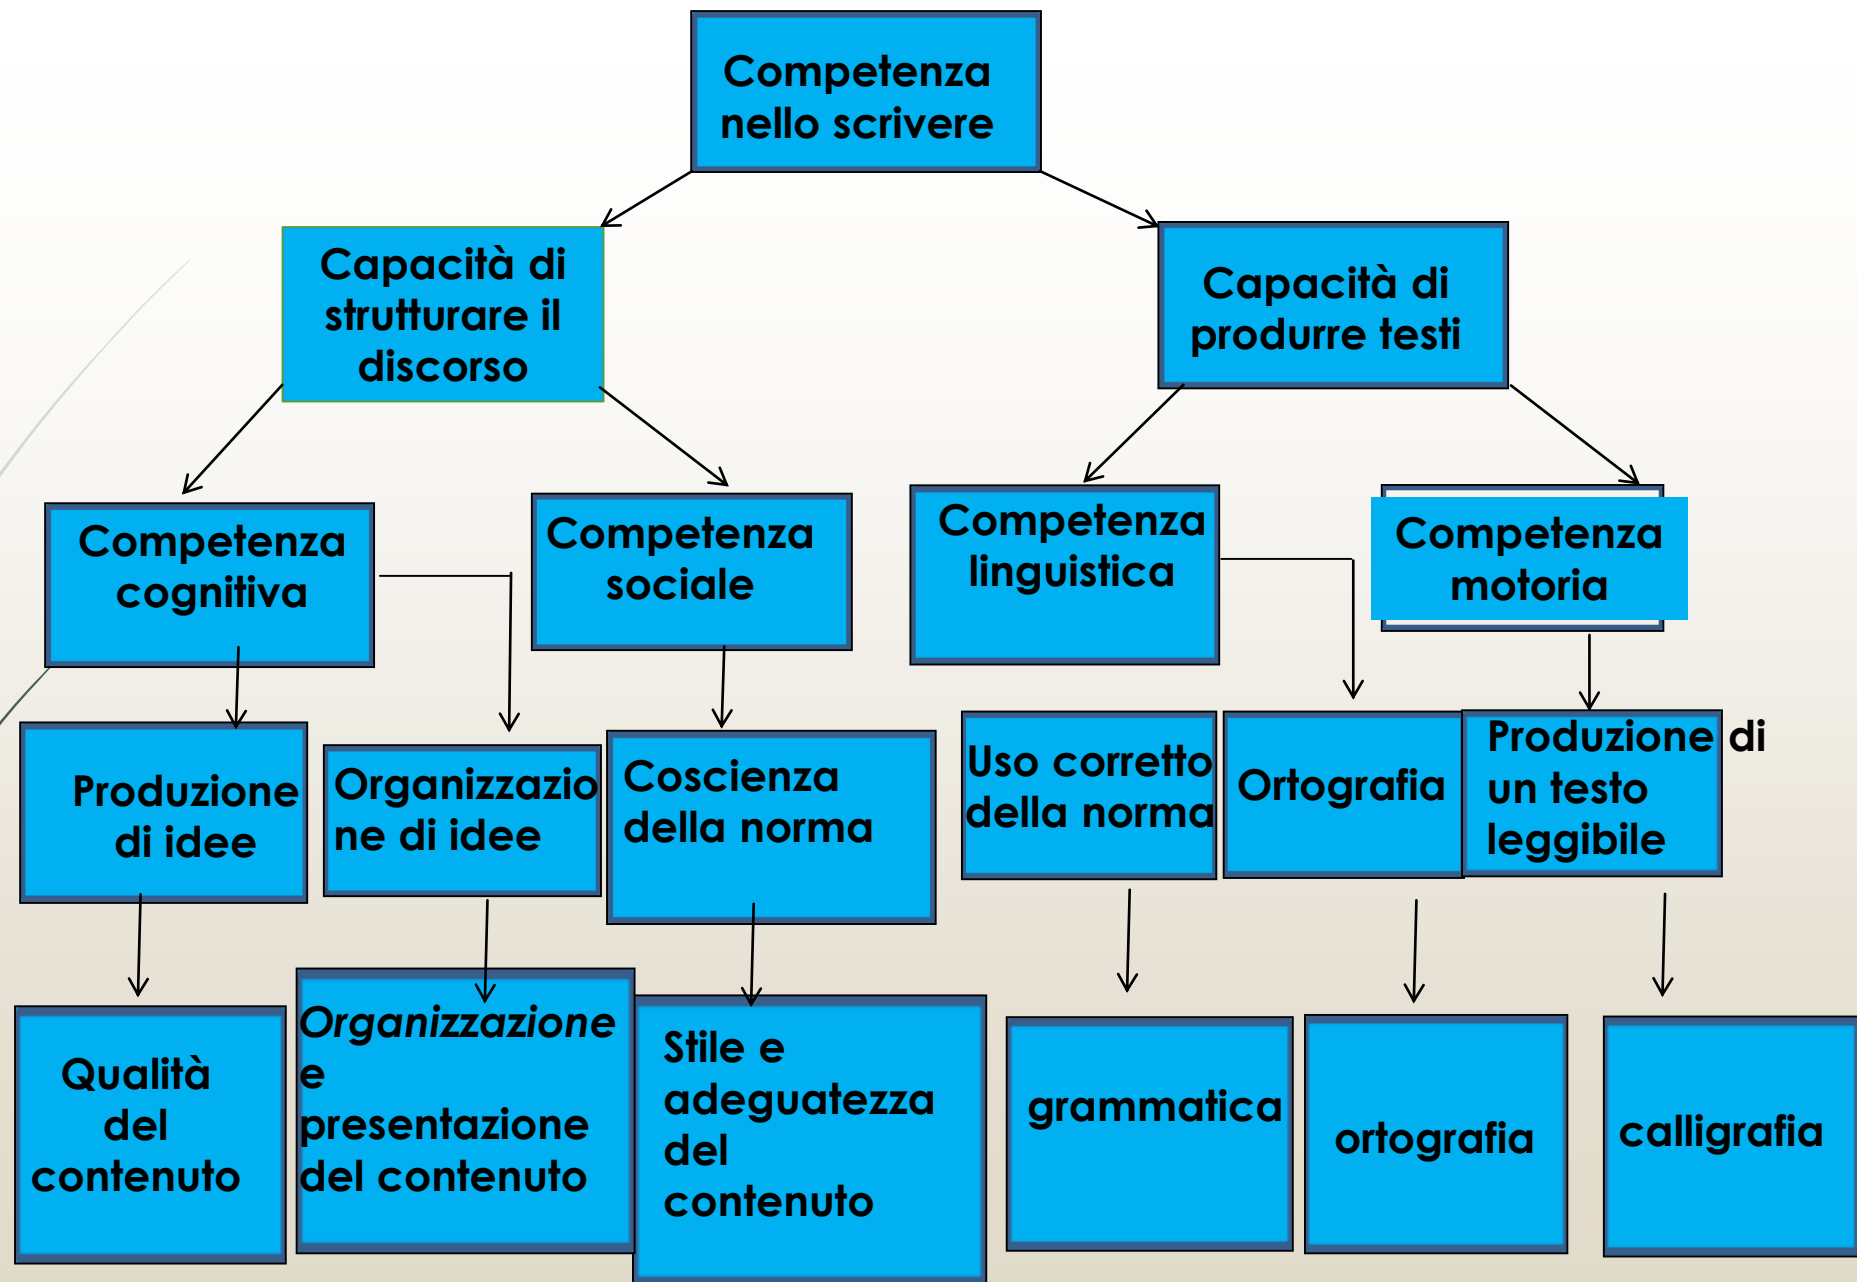 Competenza
nello scrivere
Capacità di
strutturare il
discorso
Capacità di
produrre testi
Competenza
cognitiva
Competenza
sociale
Competenza
linguistica
Competenza
motoria
Produzione
di idee
Organizzazio
ne di idee
Coscienza
della norma
Uso corretto
della norma
Ortografia
Produzione di
un testo
leggibile
Qualità
del
contenuto
Organizzazione
e
presentazione
del contenuto
Stile e
adeguatezza
del
contenuto
grammatica
ortografia
calligrafia